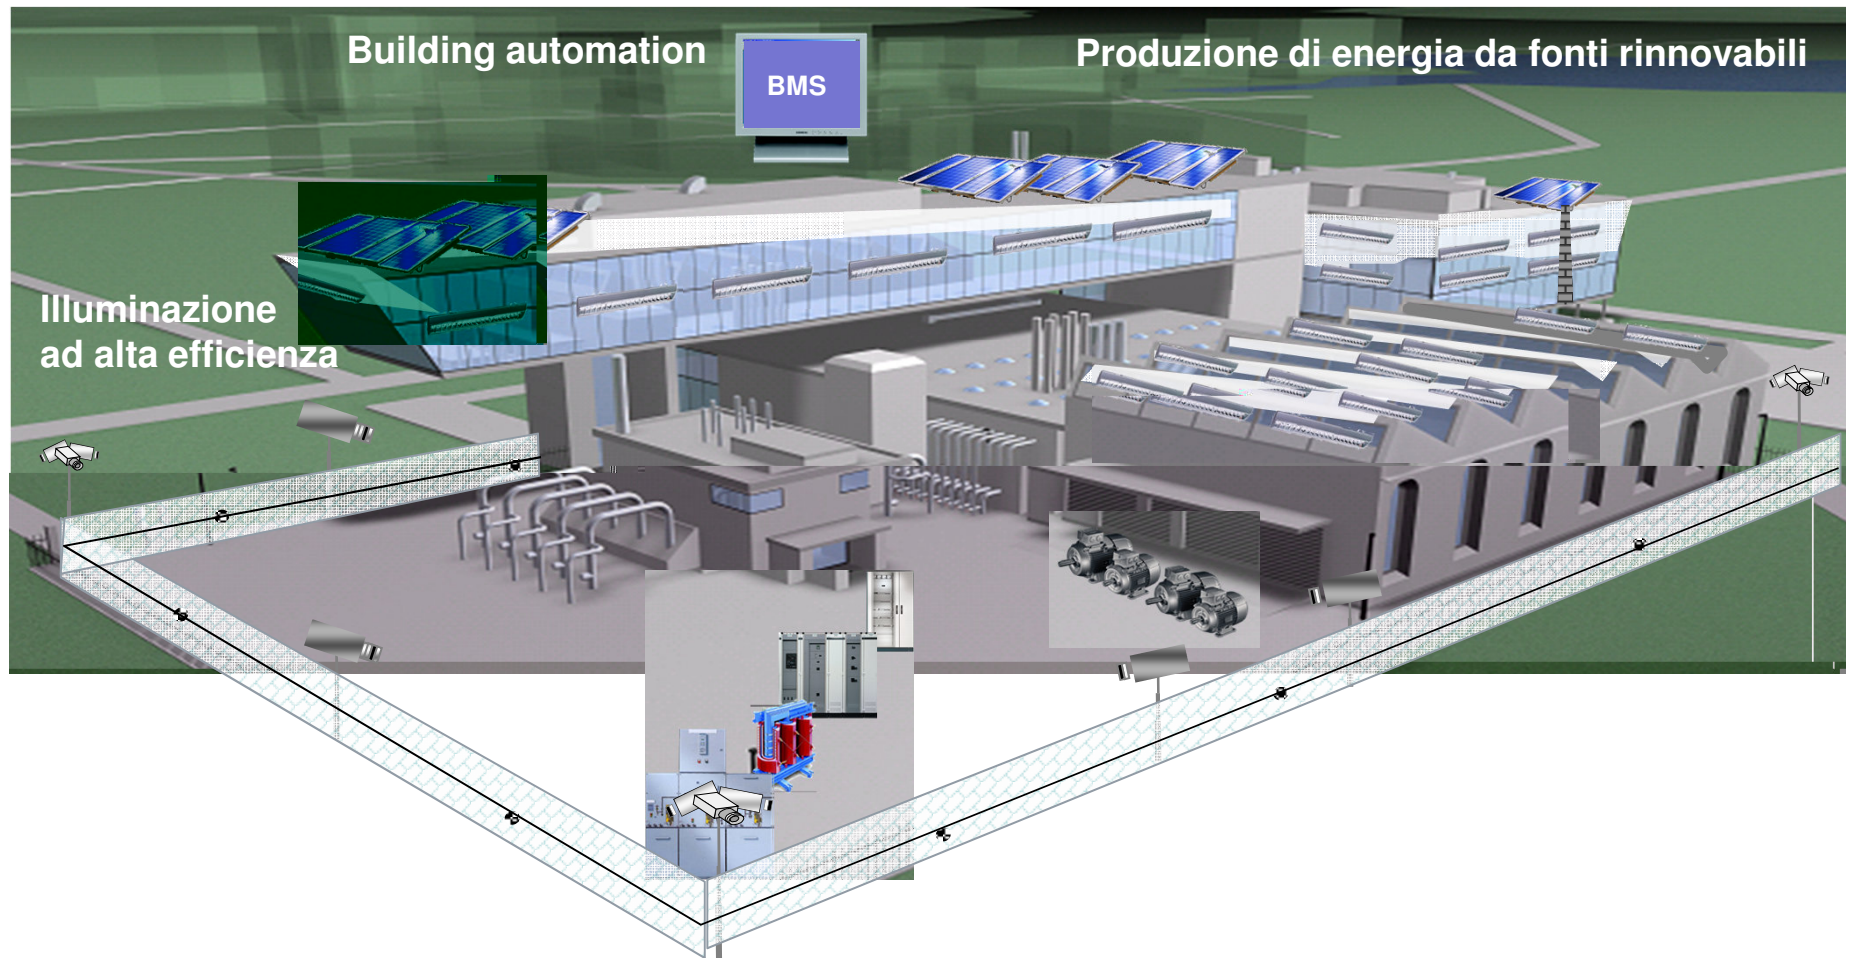 Building automation
BMS
Produzione di energia da fonti rinnovabili
Illuminazione
ad alta efficienza